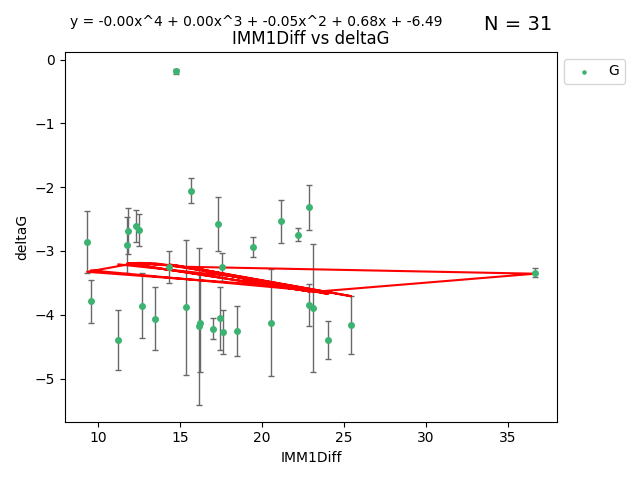 y = -0.00x^4 + 0.00x^3 + -0.05x^2 + 0.68x + -6.49
N = 31
IMM1Diff vs deltaG
G
deltaG
0
−1
−2
−3
−4
−5
10 15 20 25 30 35
IMM1Diff